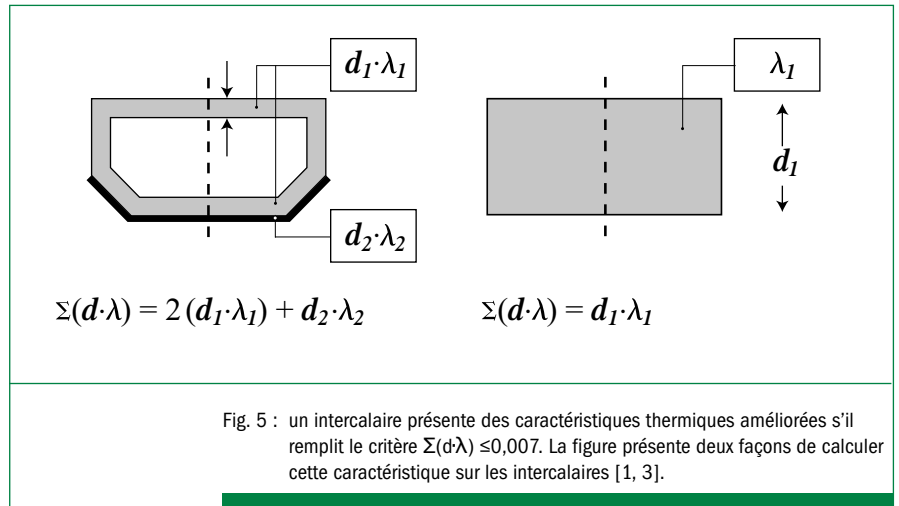 d₁·λ₁
λ₁
d₁
d₂·λ₂
Σ(d·λ) = 2 (d₁·λ₁) + d₂·λ₂
Σ(d·λ) = d₁·λ₁
Fig. 5 : un intercalaire présente des caractéristiques thermiques améliorées s’il
remplit le critère Σ(d·λ) ≤0,007. La figure présente deux façons de calculer
cette caractéristique sur les intercalaires [1, 3].